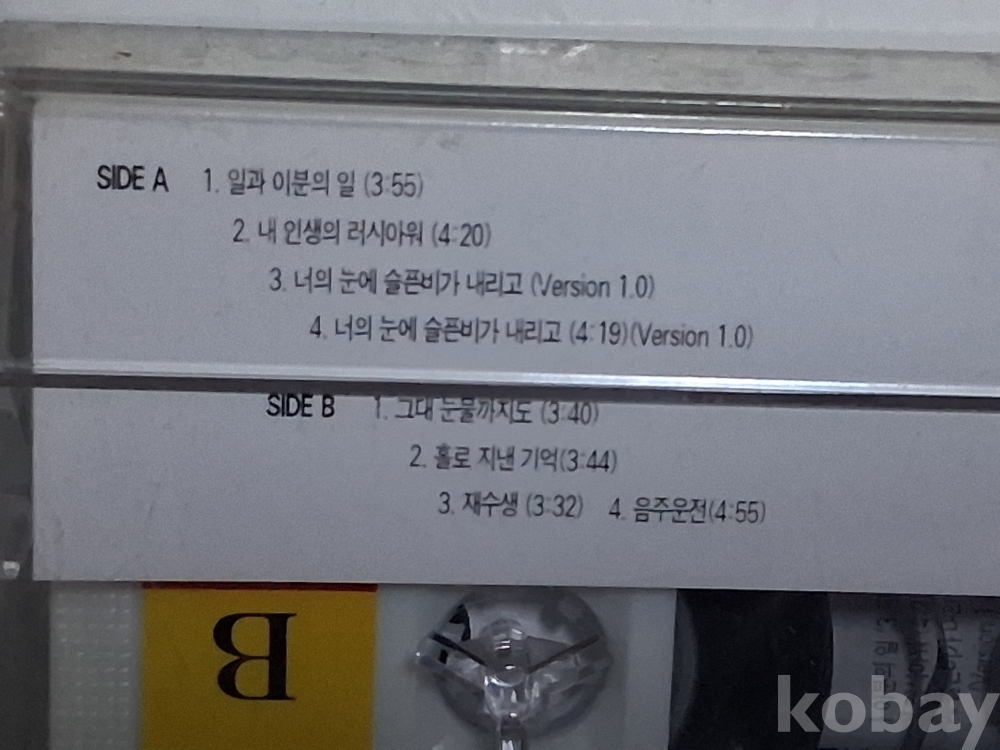 SIDE A 1. 일과 이분의 일 (3:55)
2. 내 인생의 러시아워 (4:20)
3. 너의 눈에 슬픈비가 내리고 (Version 1.0)
4. 너의 눈에 슬픈비가 내리고 (4:19)(Version 1.0)
SIDE B 1. 그대 눈물까지도 (3:40)
2. 홀로 지낸 기억(3:44)
3. 재수생 (3:32) 4. 음주운전(4:55)
B
kobay